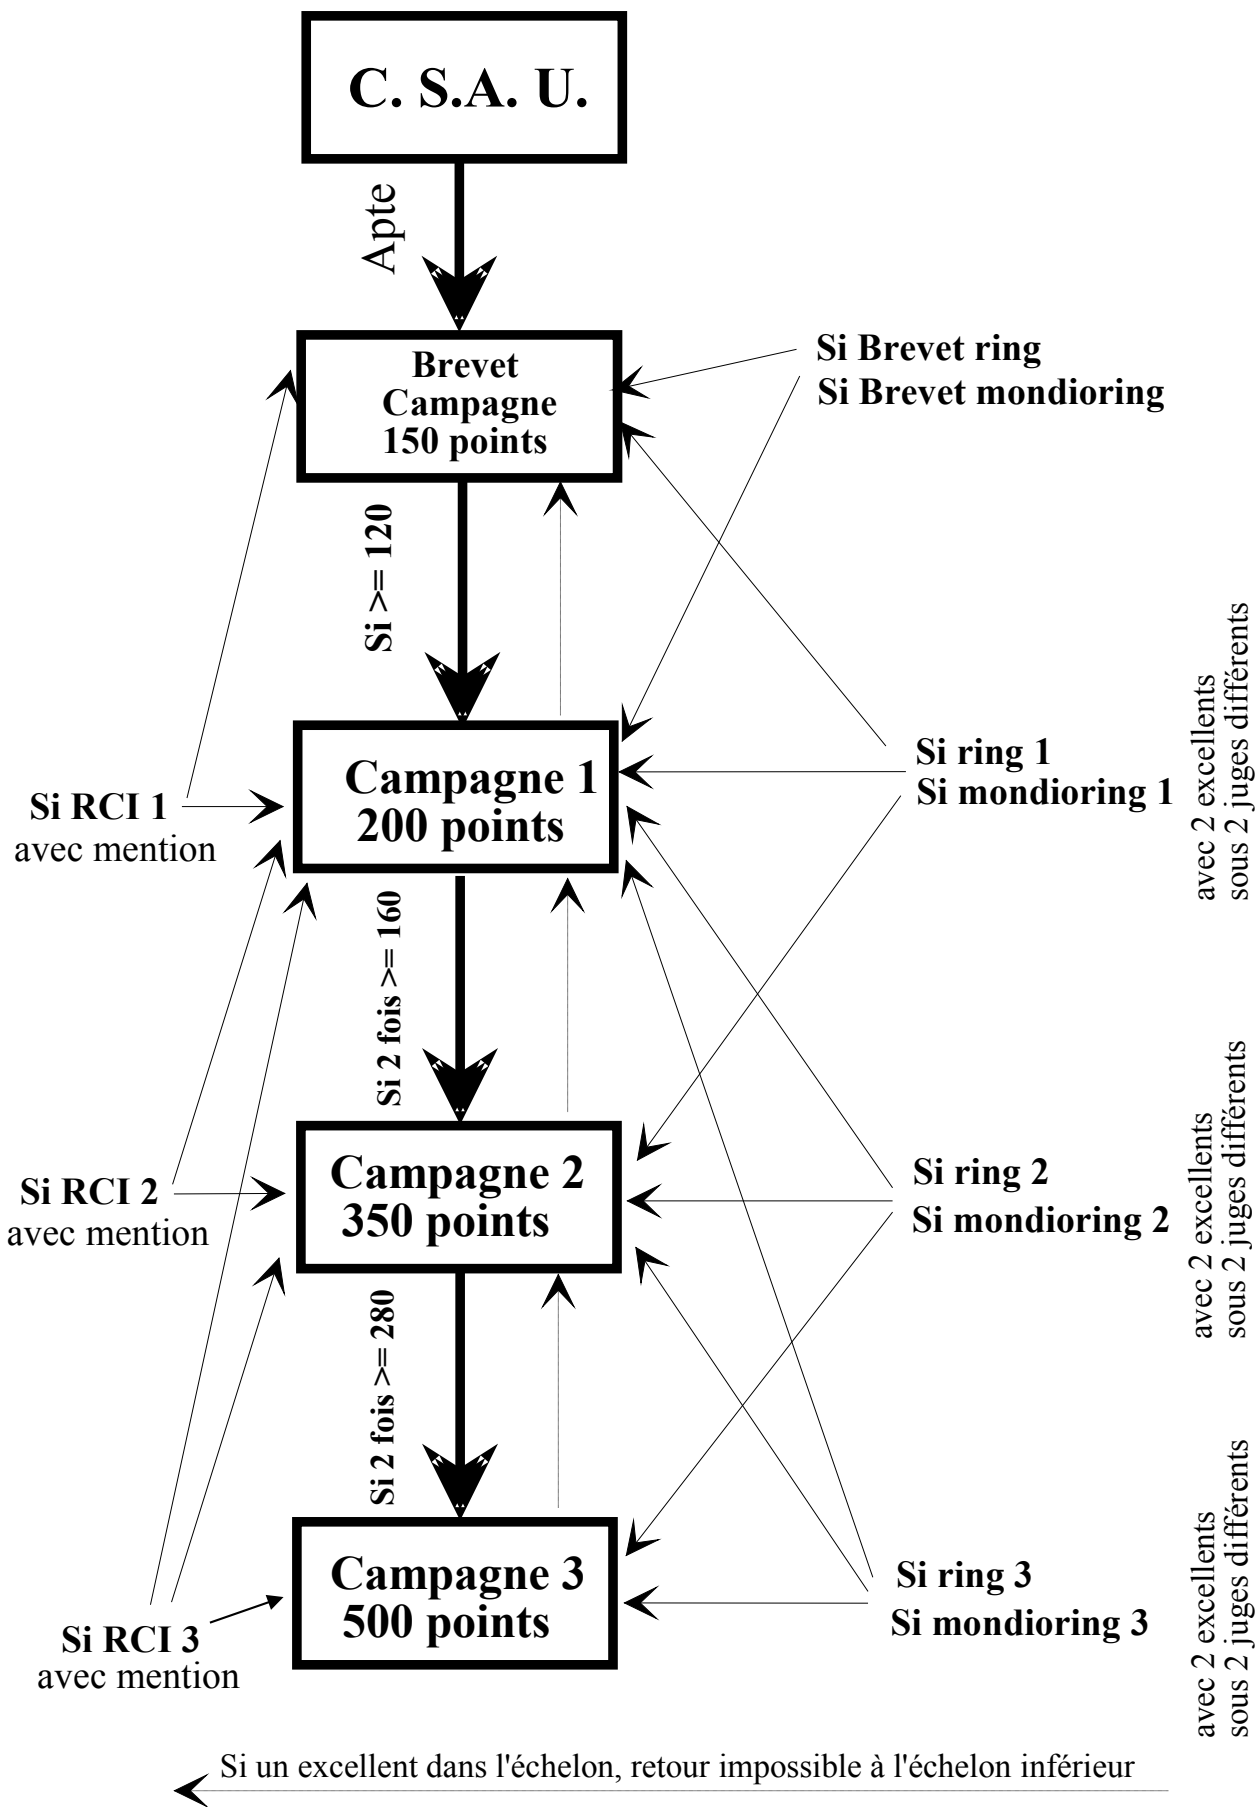 C. S.A. U.
Apte
Brevet
Campagne
150 points
Si Brevet ring
Si Brevet mondioring
Si >= 120
Campagne 1
200 points
Si RCI 1
avec mention
Si ring 1
Si mondioring 1
avec 2 excellents
sous 2 juges différents
Si 2 fois >= 160
Campagne 2
350 points
Si RCI 2
avec mention
Si ring 2
Si mondioring 2
avec 2 excellents
sous 2 juges différents
Si 2 fois >= 280
Campagne 3
500 points
Si RCI 3
avec mention
Si ring 3
Si mondioring 3
avec 2 excellents
sous 2 juges différents
Si un excellent dans l'échelon, retour impossible à l'échelon inférieur